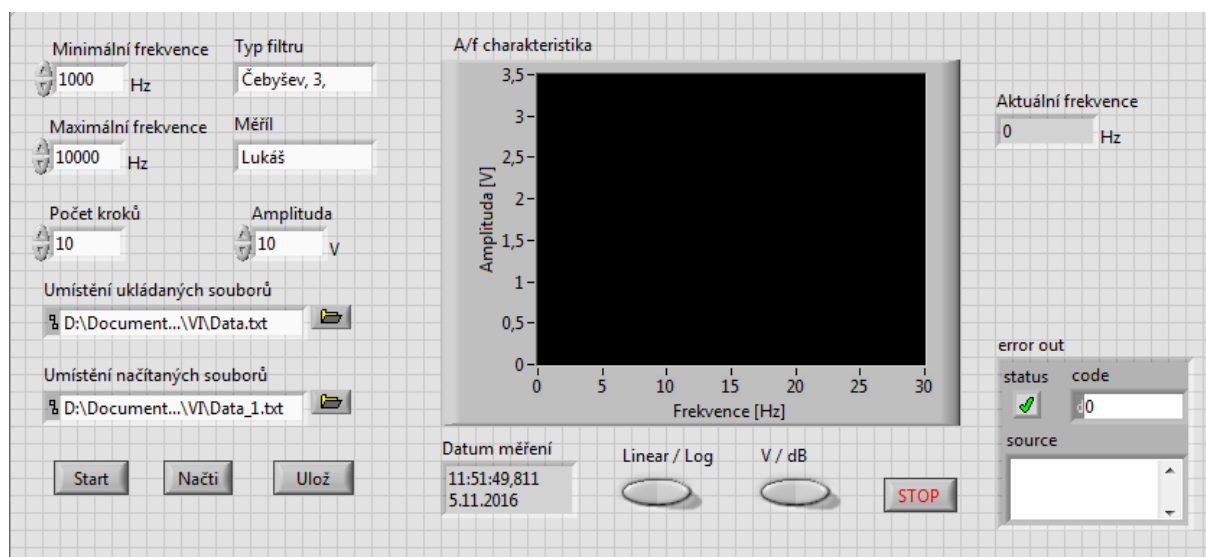 Minimální frekvence
1000 Hz
Typ filtru
Čebyšev, 3,
Maximální frekvence
10000 Hz
Měříl
Lukáš
Počet kroků
10
Amplituda
10 V
Umístění ukládaných souborů
D:\Document...\VI\Data.txt
Umístění načítaných souborů
D:\Document...\VI\Data_1.txt
Start
Načti
Ulož
A/f charakteristika
Amplituda [V]
3,5
3
2,5
2
1,5
1
0,5
0
0 5 10 15 20 25 30
Frekvence [Hz]
Datum měření
11:51:49,811
5.11.2016
Linear / Log
V / dB
STOP
Aktuální frekvence
0 Hz
error out
status
code
d0
source